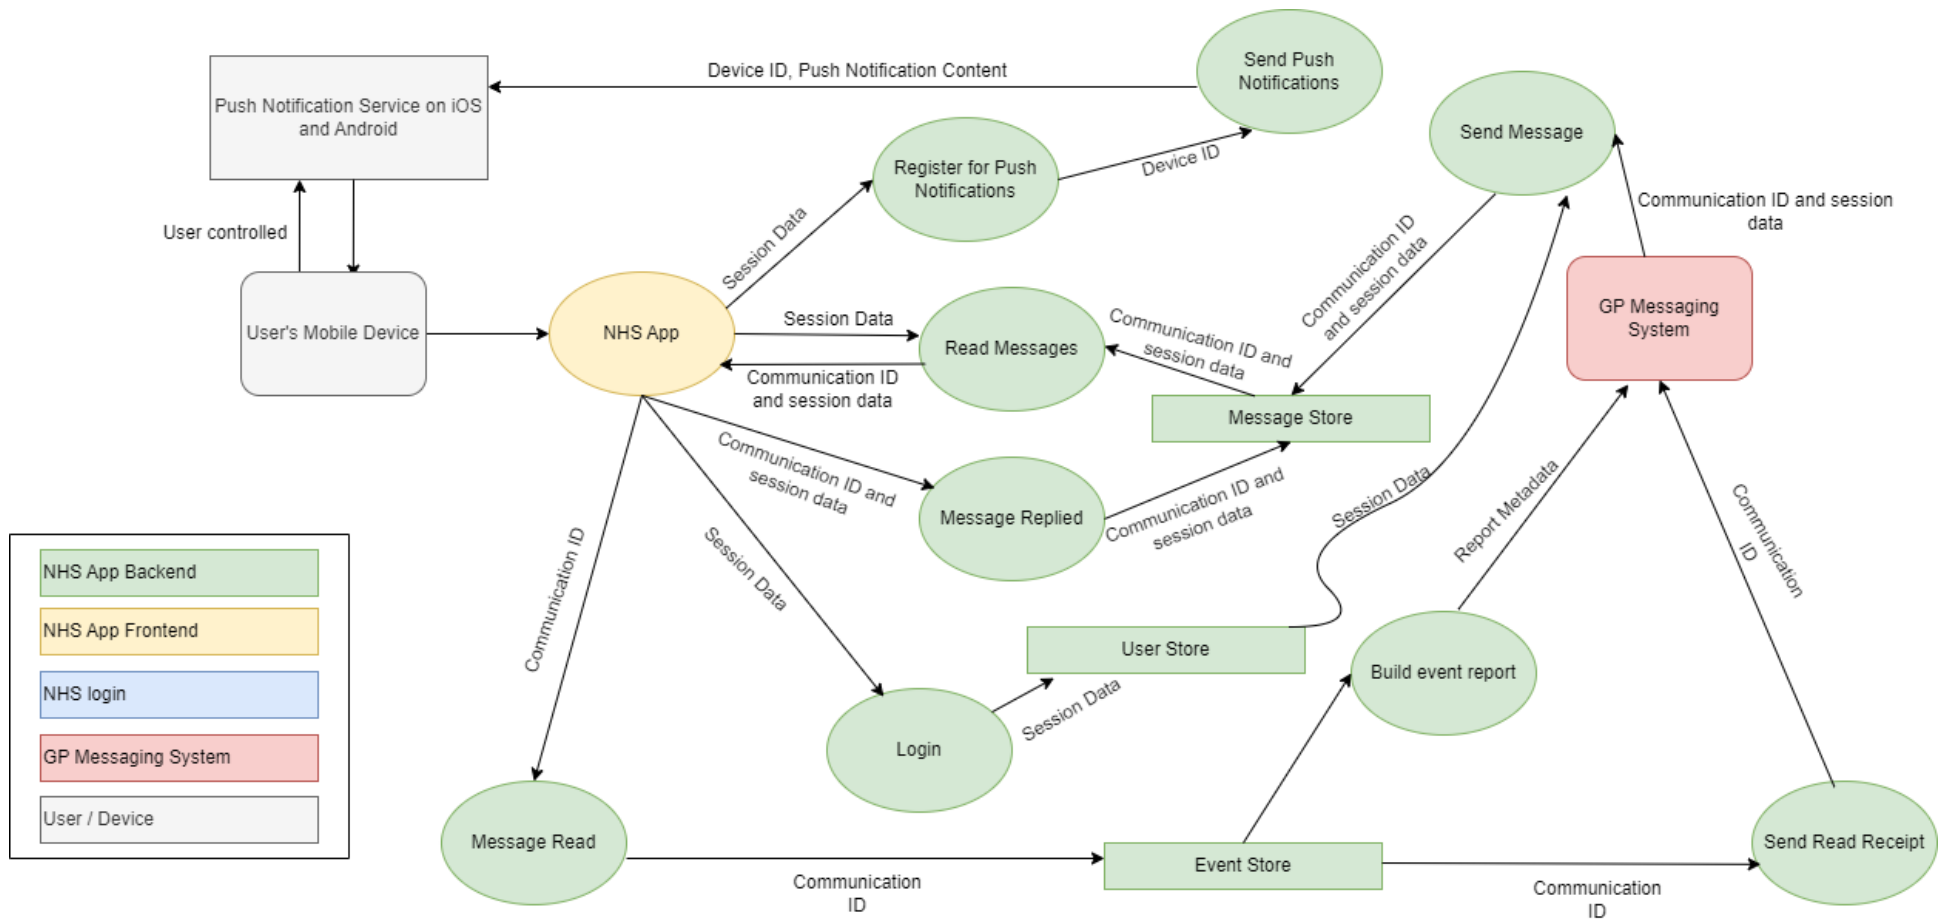 Send Push
Notifications
Device ID, Push Notification Content
Push Notification Service on iOS
and Android
Send Message
Register for Push
Notifications
Device ID
Communication ID and session
data
User controlled
Session Data
Communication ID
and session data
User's Mobile Device
NHS App
Session Data
Read Messages
Communication ID and
session data
GP Messaging
System
Communication ID
and session data
Message Store
Communication ID and
session data
Message Replied
Communication ID and
session data
Session Data
Report Metadata
Communication
ID
Communication ID
Session Data
NHS App Backend
NHS App Frontend
NHS login
GP Messaging System
User / Device
User Store
Build event report
Session Data
Login
Message Read
Event Store
Send Read Receipt
Communication
ID
Communication
ID